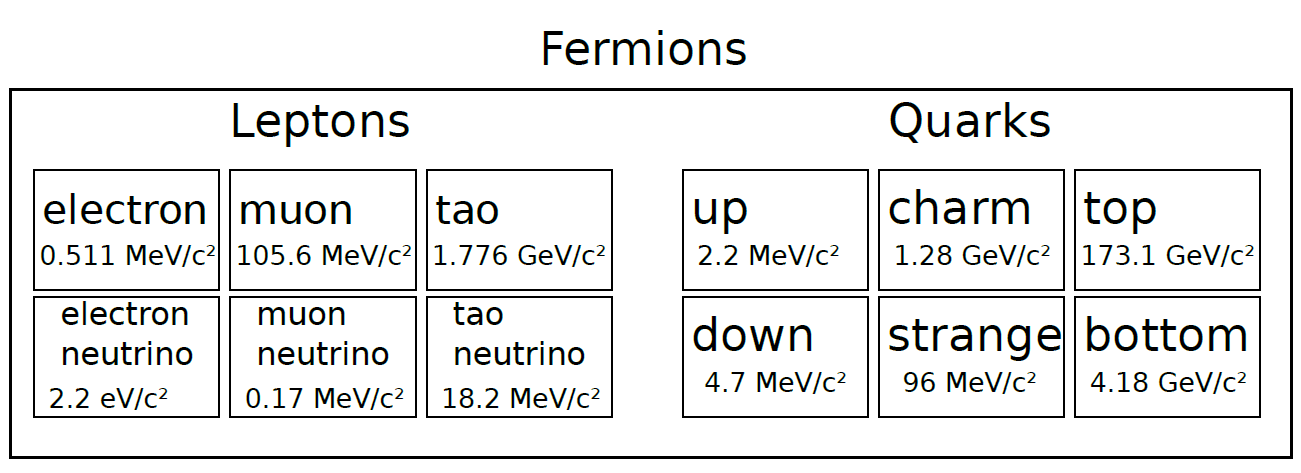 Fermions
Leptons
electron
0.511 MeV/c²
muon
105.6 MeV/c²
tao
1.776 GeV/c²
electron
neutrino
2.2 eV/c²
muon
neutrino
0.17 MeV/c²
tao
neutrino
18.2 MeV/c²
Quarks
up
2.2 MeV/c²
charm
1.28 GeV/c²
top
173.1 GeV/c²
down
4.7 MeV/c²
strange
96 MeV/c²
bottom
4.18 GeV/c²